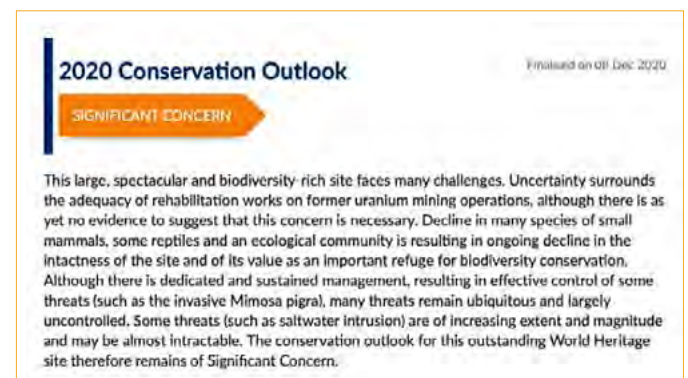 2020 Conservation Outlook
Finalised on 08 Dec 2020
SIGNIFICANT CONCERN
This large, spectacular and biodiversity-rich site faces many challenges. Uncertainty surrounds
the adequacy of rehabilitation works on former uranium mining operations, although there is as
yet no evidence to suggest that this concern is necessary. Decline in many species of small
mammals, some reptiles and an ecological community is resulting in ongoing decline in the
intactness of the site and of its value as an important refuge for biodiversity conservation.
Although there is dedicated and sustained management, resulting in effective control of some
threats (such as the invasive Mimosa pigra), many threats remain ubiquitous and largely
uncontrolled. Some threats (such as saltwater intrusion) are of increasing extent and magnitude
and may be almost intractable. The conservation outlook for this outstanding World Heritage
site therefore remains of Significant Concern.